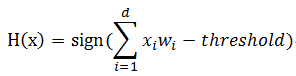 H(x) = sign(∑_{i=1}^{d} x_i w_i − threshold)